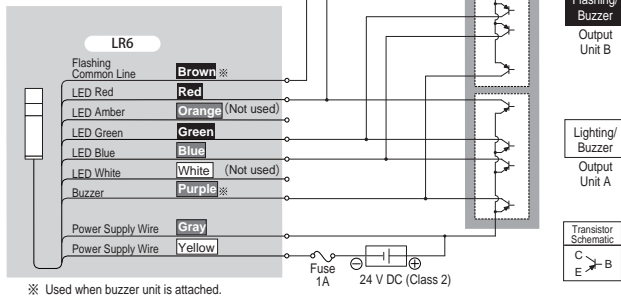 LR6
Flashing
Common Line Brown ※
LED Red Red
LED Amber Orange (Not used)
LED Green Green
LED Blue Blue
LED White White (Not used)
Buzzer Purple ※
Power Supply Wire Gray
Power Supply Wire Yellow
Fuse
1A
⊖ ⊕
24 V DC (Class 2)
※ Used when buzzer unit is attached.
Flashing/
Buzzer
Output
Unit B
Lighting/
Buzzer
Output
Unit A
Transistor
Schematic
C
B
E